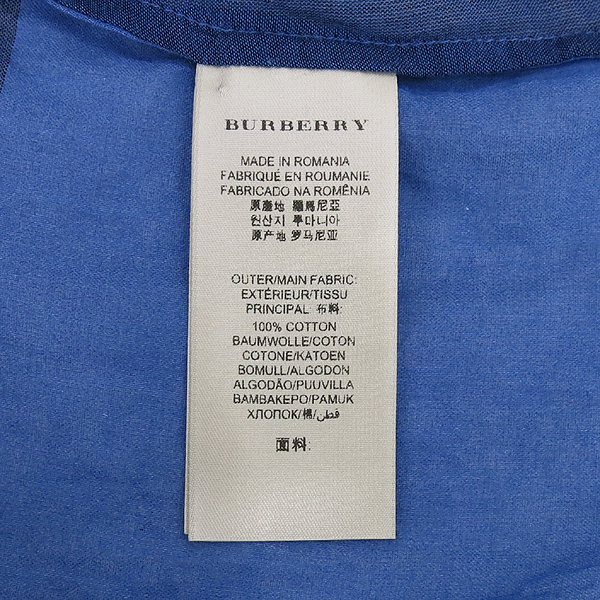 BURBERRY
MADE IN ROMANIA
FABRIQUÉ EN ROUMANIE
FABRICADO NA ROMÊNIA
原產地 羅馬尼亞
원산지 루마니아
原产地 罗马尼亚
OUTER/MAIN FABRIC:
EXTÉRIEUR/TISSU
PRINCIPAL 布料:
100% COTTON
BAUMWOLLE/COTON
COTONE/KATOEN
BOMULL/ALGODON
ALGODÃO/PUUVILLA
BAMBAKEPO/PAMUK
ХЛОПОК/棉/قطن
面料: